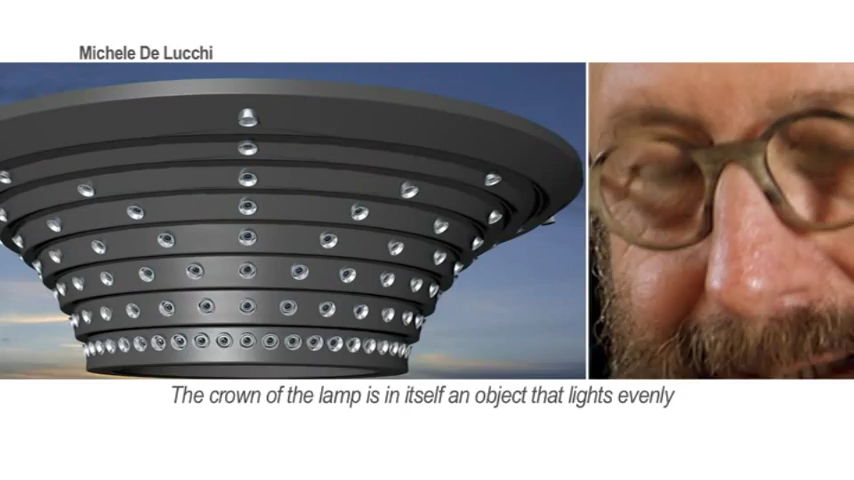 Michele De Lucchi
The crown of the lamp is in itself an object that lights evenly